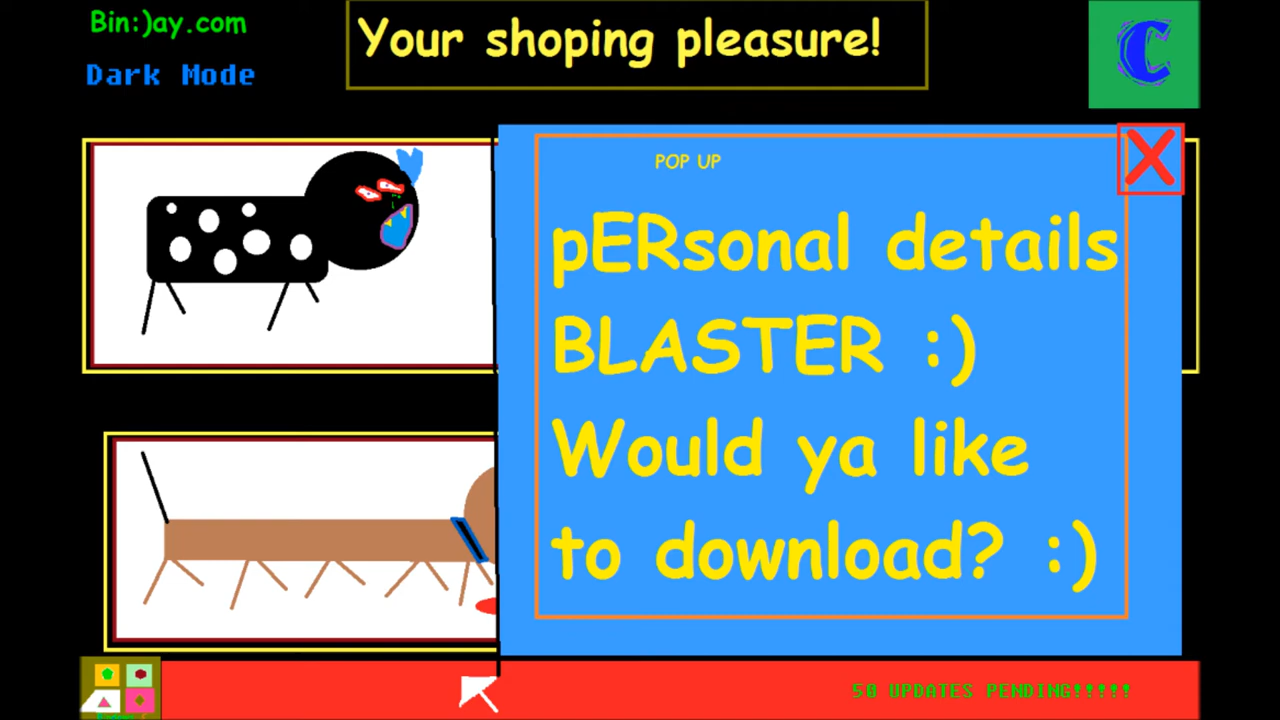 Bin:)ay.com
Your shoping pleasure!
C
Dark Mode
POP UP
X
pERsonal details
BLASTER :)
Would ya like
to download? :)
50 UPDATES PENDING!!!!!